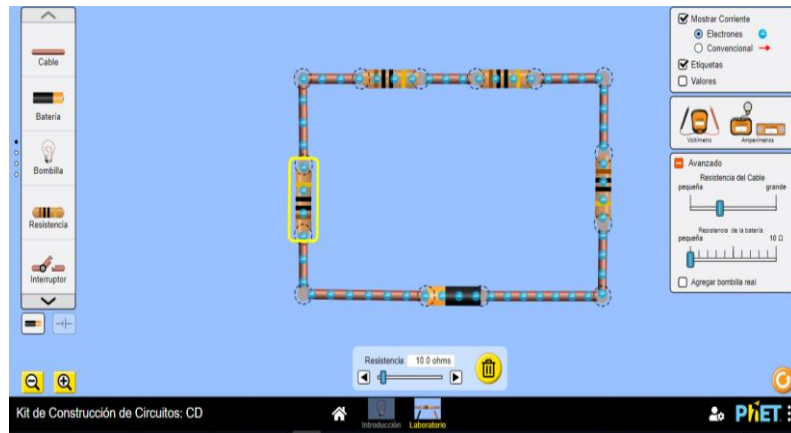 Cable
Batería
Bombilla
Resistencia
Interruptor
Mostrar Corriente
Electrones
Convencional
Etiquetas
Valores
Voltímetro
Amperímetros
Avanzado
Resistencia del Cable
pequeña grande
Resistencia de la batería
pequeña 10 Ω
Agregar bombilla real
Resistencia 10.0 ohms
Kit de Construcción de Circuitos: CD
Introducción Laboratorio
PhET